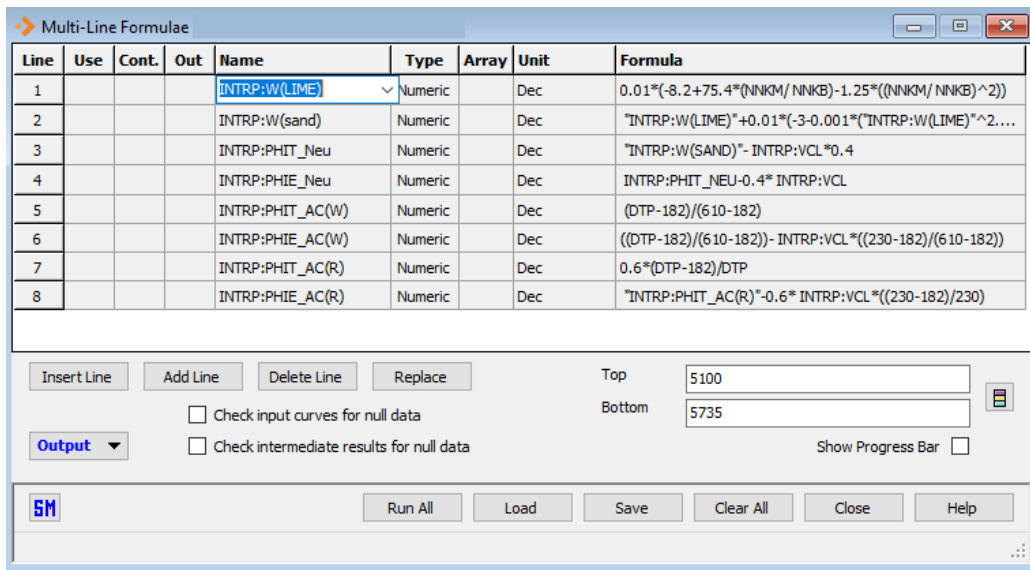 Multi-Line Formulae
Line Use Cont. Out Name Type Array Unit Formula
1 INTRP:W(LIME) Numeric Dec 0.01*(-8.2+75.4*(NNKM/ NNKB)-1.25*((NNKM/ NNKB)^2))
2 INTRP:W(sand) Numeric Dec "INTRP:W(LIME)"+0.01*(-3-0.001*("INTRP:W(LIME)"^2....
3 INTRP:PHIT_Neu Numeric Dec "INTRP:W(SAND)"- INTRP:VCL*0.4
4 INTRP:PHIE_Neu Numeric Dec INTRP:PHIT_NEU-0.4* INTRP:VCL
5 INTRP:PHIT_AC(W) Numeric Dec (DTP-182)/(610-182)
6 INTRP:PHIE_AC(W) Numeric Dec ((DTP-182)/(610-182))- INTRP:VCL*((230-182)/(610-182))
7 INTRP:PHIT_AC(R) Numeric Dec 0.6*(DTP-182)/DTP
8 INTRP:PHIE_AC(R) Numeric Dec "INTRP:PHIT_AC(R)"-0.6* INTRP:VCL*((230-182)/230)
Insert Line Add Line Delete Line Replace Top 5100
Check input curves for null data Bottom 5735
Output Check intermediate results for null data Show Progress Bar
SM Run All Load Save Clear All Close Help